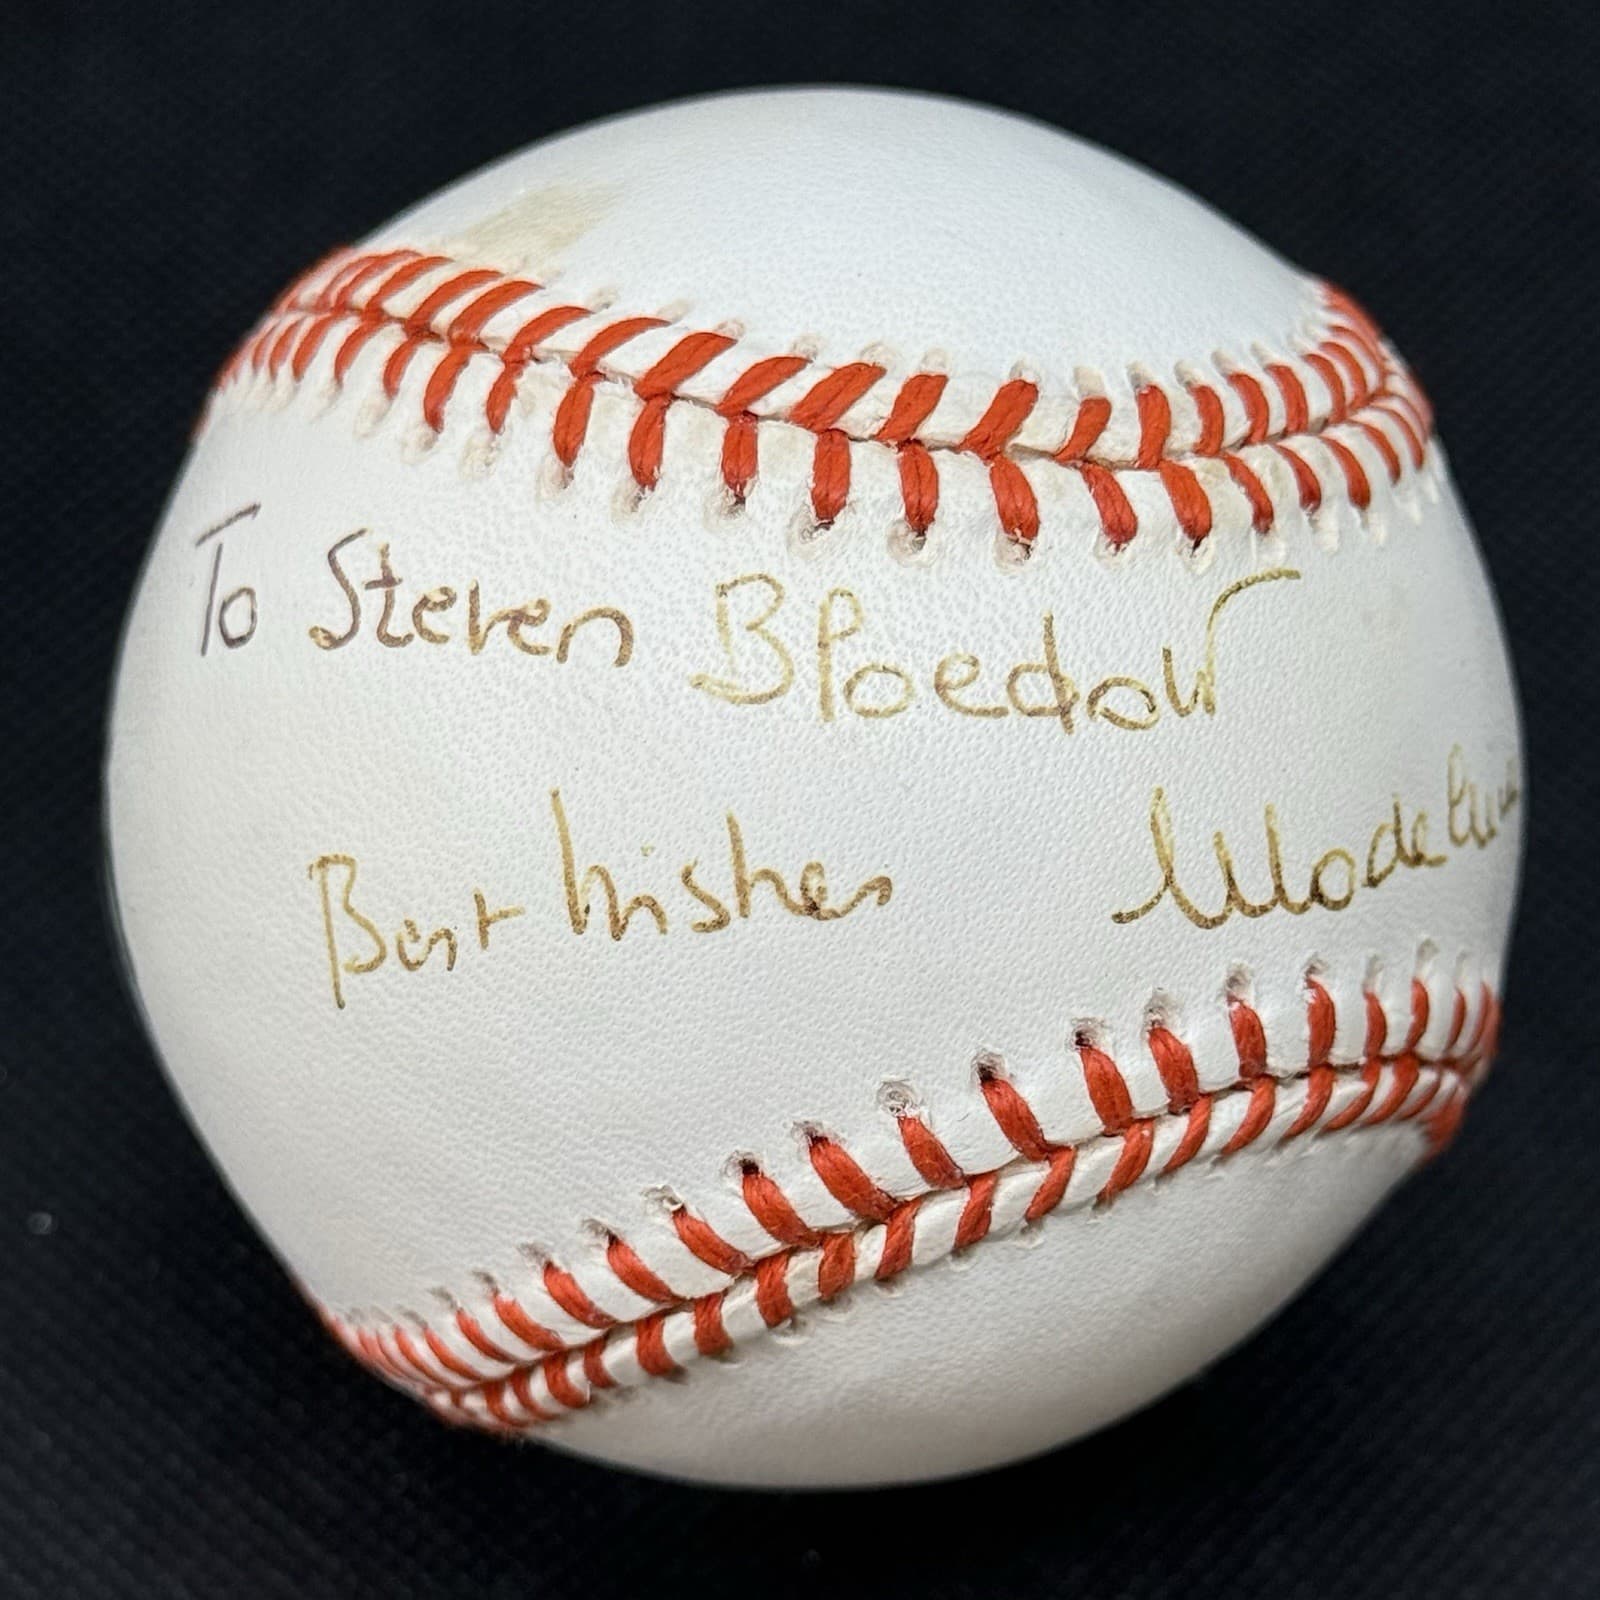 To Steven Bloedow
Best Wishes